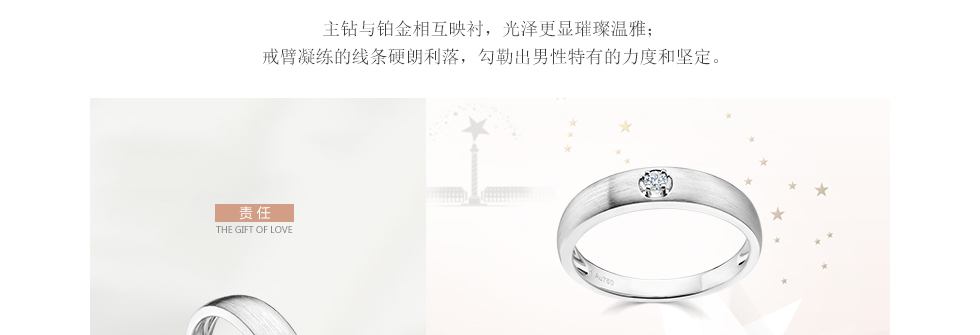 主钻与铂金相互映衬，光泽更显璀璨温雅；
戒臂凝练的线条硬朗利落，勾勒出男性特有的力度和坚定。
责任
THE GIFT OF LOVE
Au750